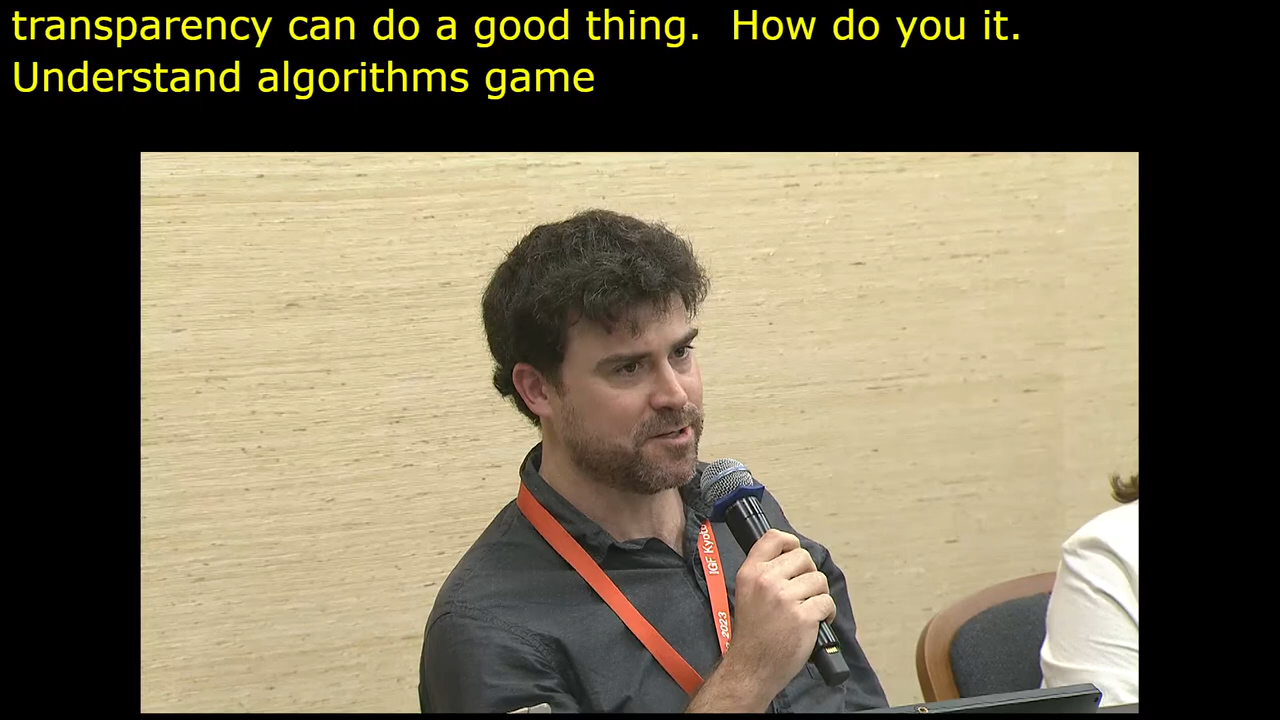 transparency can do a good thing.  How do you it.
Understand algorithms game
IGF Kyoto
2023